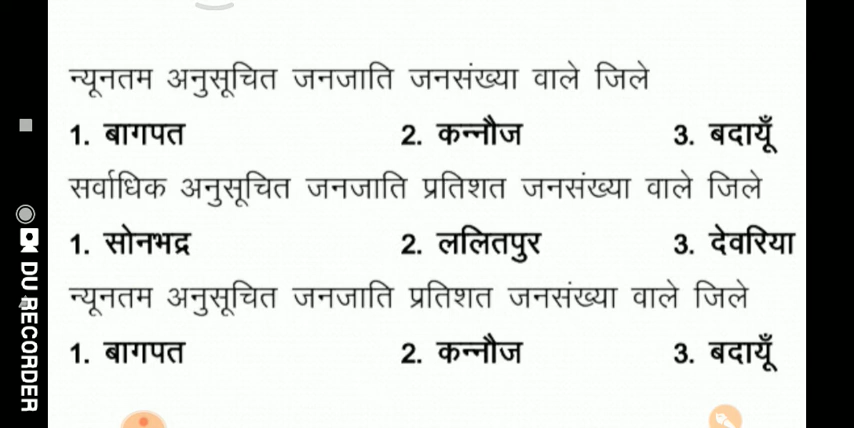 न्यूनतम अनुसूचित जनजाति जनसंख्या वाले जिले
1. बागपत 2. कन्नौज 3. बदायूँ
सर्वाधिक अनुसूचित जनजाति प्रतिशत जनसंख्या वाले जिले
1. सोनभद्र 2. ललितपुर 3. देवरिया
न्यूनतम अनुसूचित जनजाति प्रतिशत जनसंख्या वाले जिले
1. बागपत 2. कन्नौज 3. बदायूँ
DU RECORDER